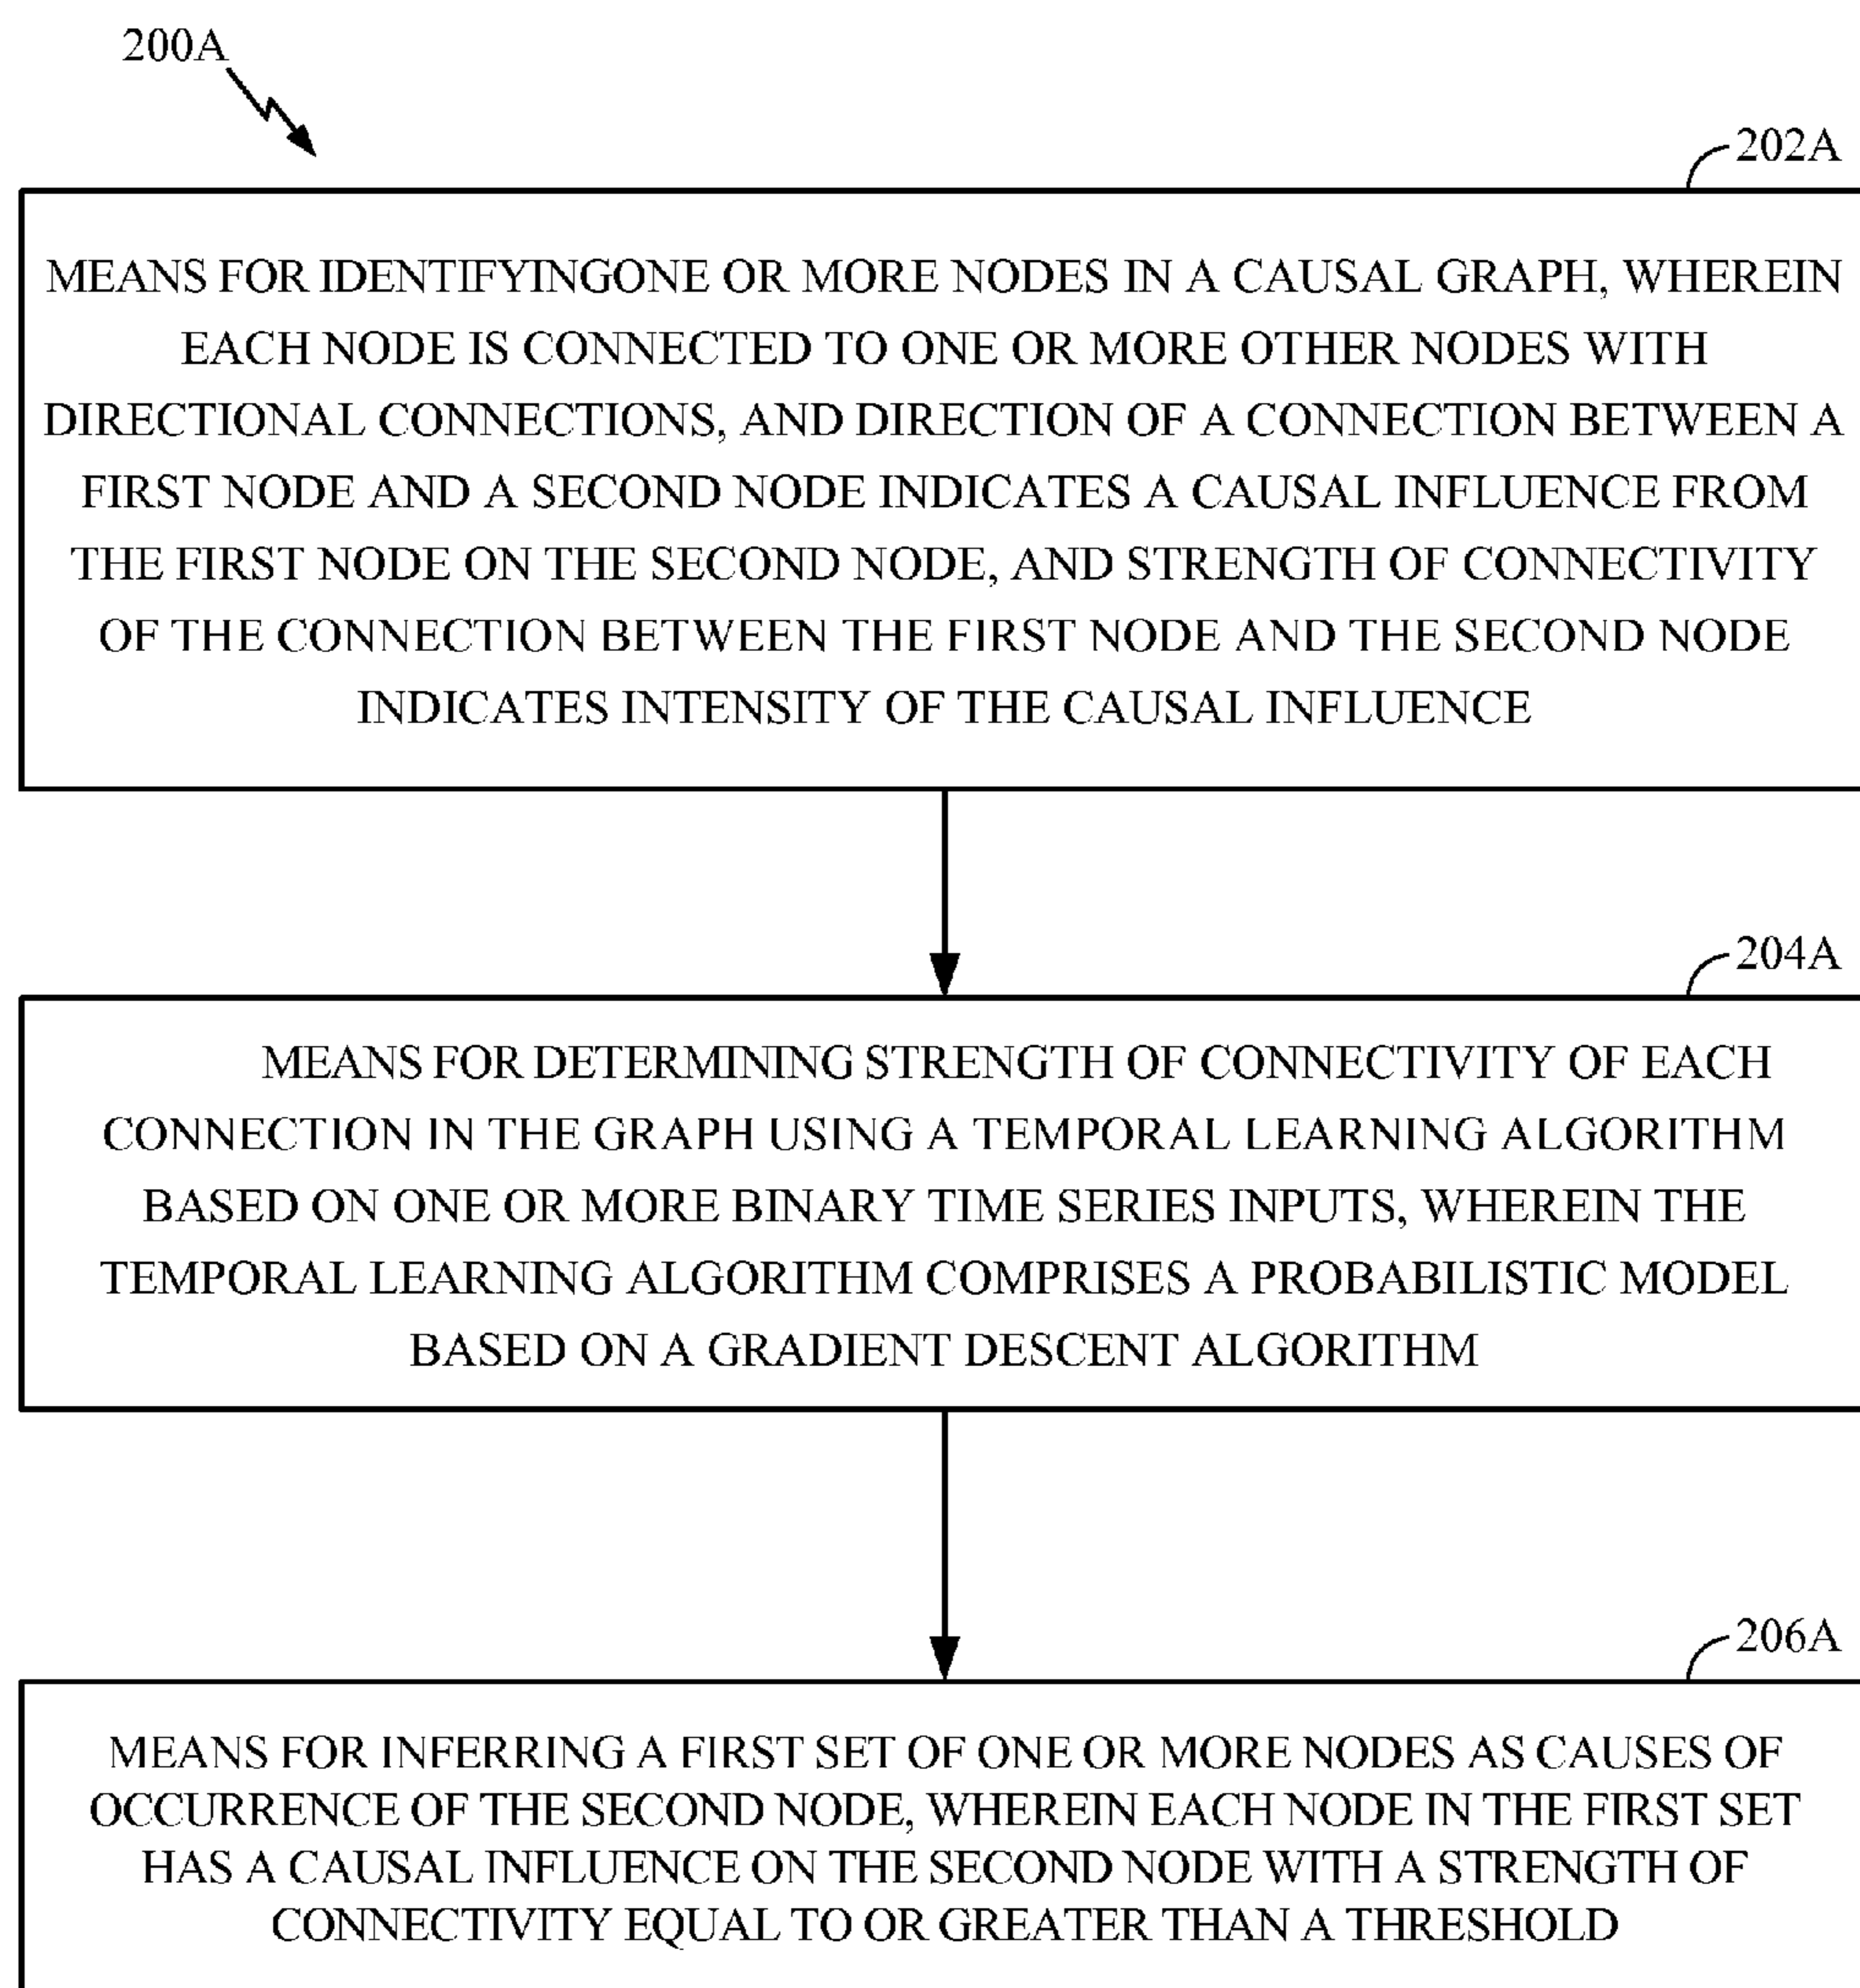 200A
202A
MEANS FOR IDENTIFYINGONE OR MORE NODES IN A CAUSAL GRAPH, WHEREIN
EACH NODE IS CONNECTED TO ONE OR MORE OTHER NODES WITH
DIRECTIONAL CONNECTIONS, AND DIRECTION OF A CONNECTION BETWEEN A
FIRST NODE AND A SECOND NODE INDICATES A CAUSAL INFLUENCE FROM
THE FIRST NODE ON THE SECOND NODE, AND STRENGTH OF CONNECTIVITY
OF THE CONNECTION BETWEEN THE FIRST NODE AND THE SECOND NODE
INDICATES INTENSITY OF THE CAUSAL INFLUENCE
204A
MEANS FOR DETERMINING STRENGTH OF CONNECTIVITY OF EACH
CONNECTION IN THE GRAPH USING A TEMPORAL LEARNING ALGORITHM
BASED ON ONE OR MORE BINARY TIME SERIES INPUTS, WHEREIN THE
TEMPORAL LEARNING ALGORITHM COMPRISES A PROBABILISTIC MODEL
BASED ON A GRADIENT DESCENT ALGORITHM
206A
MEANS FOR INFERRING A FIRST SET OF ONE OR MORE NODES AS CAUSES OF
OCCURRENCE OF THE SECOND NODE, WHEREIN EACH NODE IN THE FIRST SET
HAS A CAUSAL INFLUENCE ON THE SECOND NODE WITH A STRENGTH OF
CONNECTIVITY EQUAL TO OR GREATER THAN A THRESHOLD